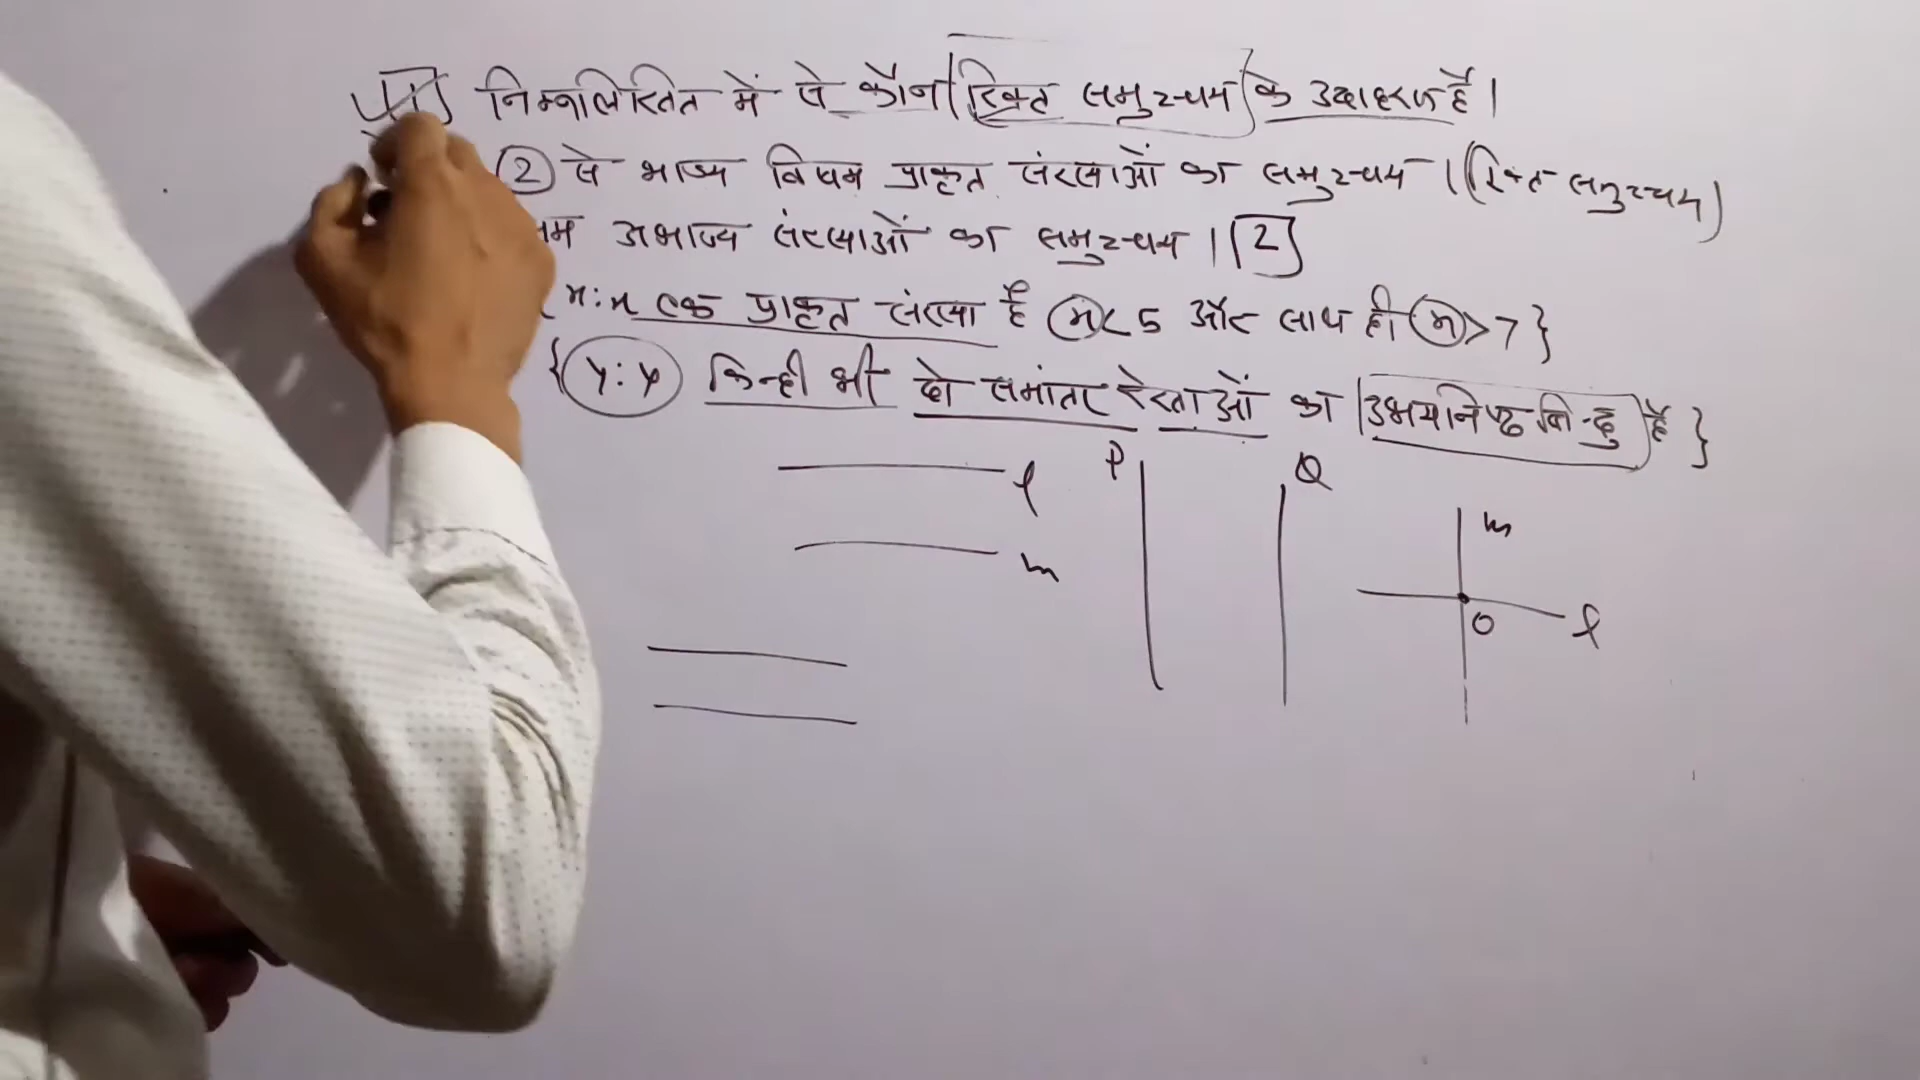 निम्नलिखित में से कौन रिक्त समुच्चय के उदाहरण हैं।
2 से भाज्य विषम प्राकृत संख्याओं का समुच्चय। (रिक्त समुच्चय)
सम अभाज्य संख्याओं का समुच्चय। [2]
{x:x एक प्राकृत संख्या है x<5 और साथ ही x>7}
{y:y किन्ही भी दो समांतर रेखाओं का उभयनिष्ठ बिन्दु है}
l
m
P
Q
m
O
l